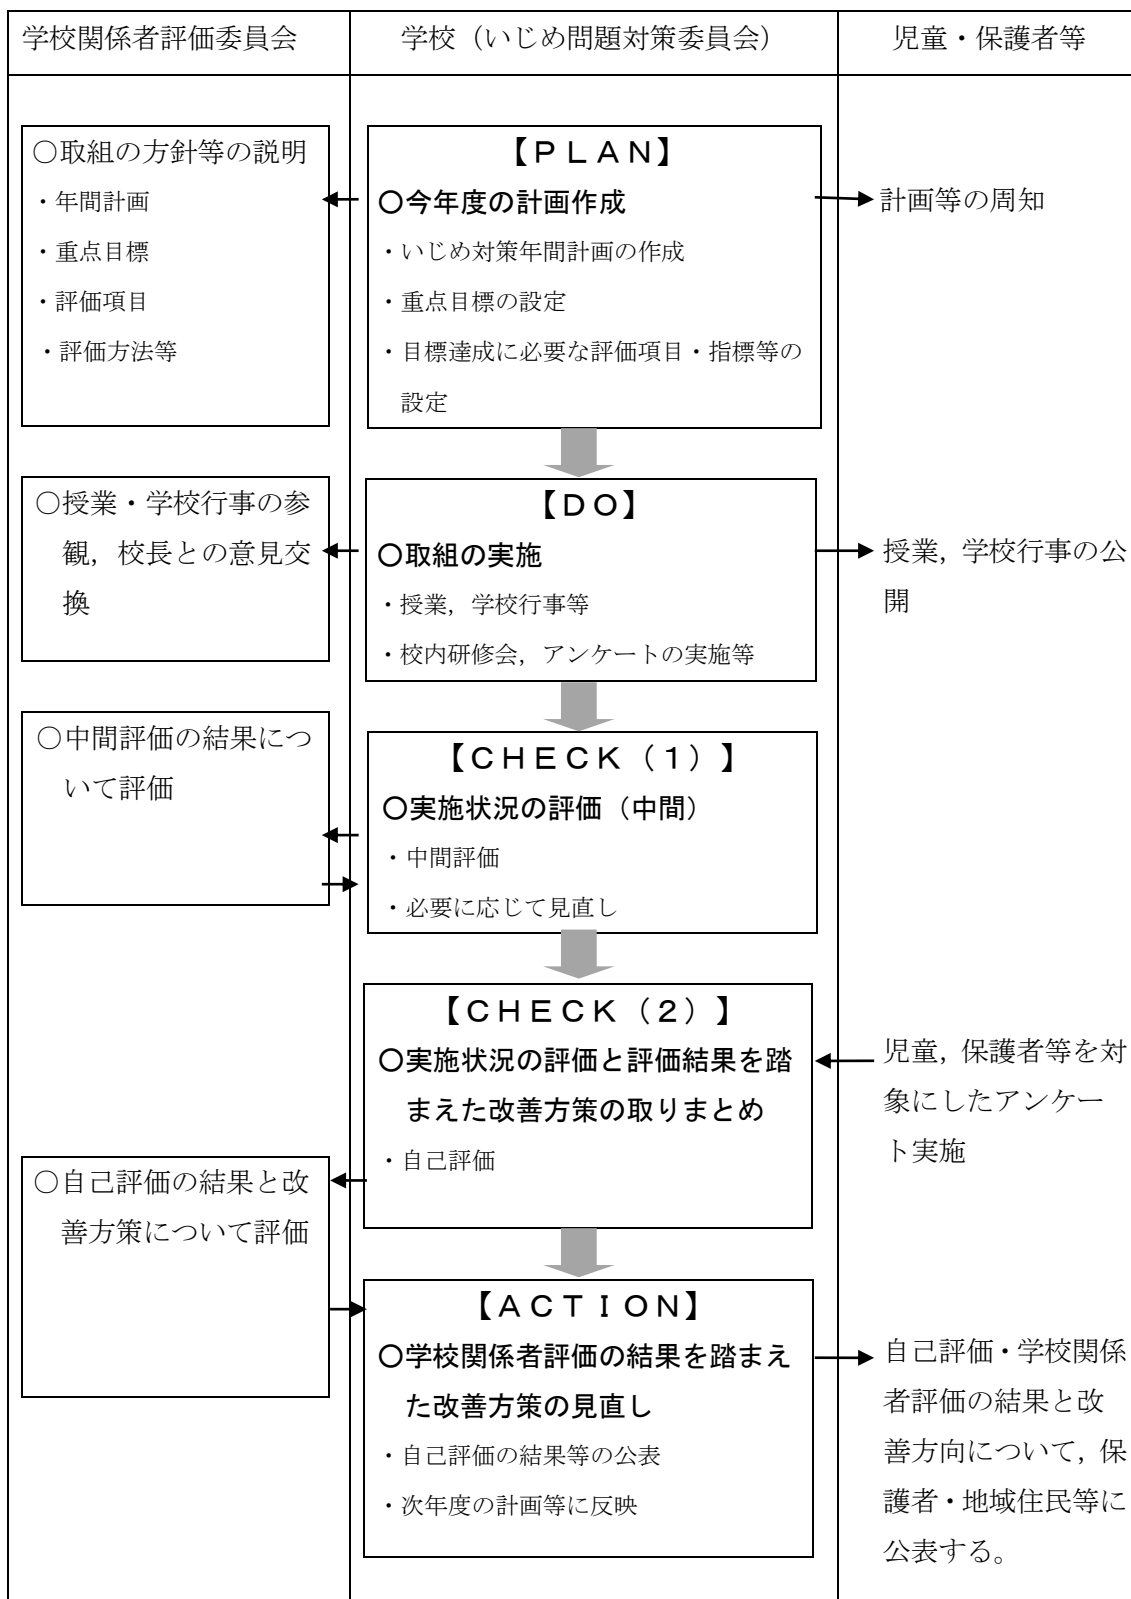 学校関係者評価委員会
学校（いじめ問題対策委員会）
児童・保護者等
○取組の方針等の説明
・年間計画
・重点目標
・評価項目
・評価方法等
【ＰＬＡＮ】
○今年度の計画作成
・いじめ対策年間計画の作成
・重点目標の設定
・目標達成に必要な評価項目・指標等の
設定
計画等の周知
○授業・学校行事の参
観，校長との意見交
換
【ＤＯ】
○取組の実施
・授業，学校行事等
・校内研修会，アンケートの実施等
授業，学校行事の公
開
○中間評価の結果につ
いて評価
【ＣＨＥＣＫ（１）】
○実施状況の評価（中間）
・中間評価
・必要に応じて見直し
【ＣＨＥＣＫ（２）】
○実施状況の評価と評価結果を踏
まえた改善方策の取りまとめ
・自己評価
児童，保護者等を対
象にしたアンケー
ト実施
○自己評価の結果と改
善方策について評価
【ＡＣＴＩＯＮ】
○学校関係者評価の結果を踏まえ
た改善方策の見直し
・自己評価の結果等の公表
・次年度の計画等に反映
自己評価・学校関係
者評価の結果と改
善方向について，保
護者・地域住民等に
公表する。